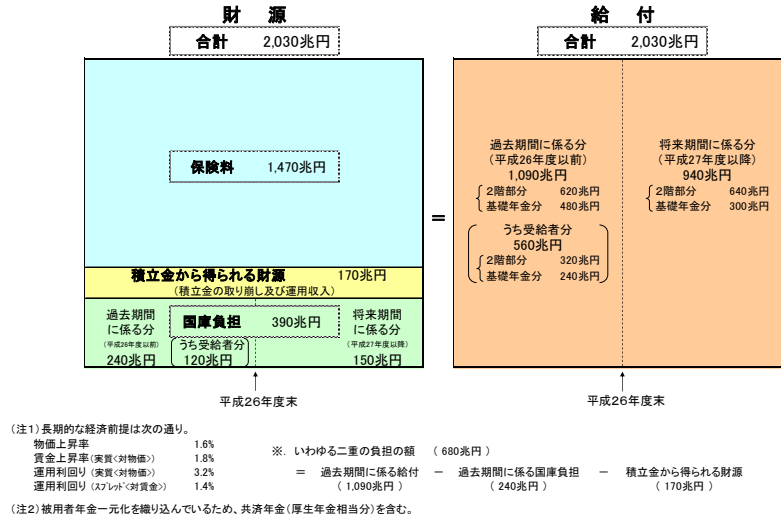 財　源
合計　2,030兆円
保険料　1,470兆円
積立金から得られる財源　170兆円
(積立金の取り崩し及び運用収入)
過去期間
に係る分
(平成26年度以前)
240兆円
国庫負担　390兆円
うち受給者分
120兆円
将来期間
に係る分
(平成27年度以降)
150兆円
平成26年度末
＝
給　付
合計　2,030兆円
過去期間に係る分
(平成26年度以前)
1,090兆円
2階部分　620兆円
基礎年金分　480兆円
うち受給者分
560兆円
2階部分　320兆円
基礎年金分　240兆円
将来期間に係る分
(平成27年度以降)
940兆円
2階部分　640兆円
基礎年金分　300兆円
平成26年度末
(注1)長期的な経済前提は次の通り。
物価上昇率　1.6%
賃金上昇率(実質<対物価>)　1.8%
運用利回り(実質<対物価>)　3.2%
運用利回り(スプレッド<対賃金>)　1.4%
※．いわゆる二重の負担の額　(680兆円)
＝　過去期間に係る給付　－　過去期間に係る国庫負担　－　積立金から得られる財源
(1,090兆円)　(240兆円)　(170兆円)
(注2)被用者年金一元化を織り込んでいるため、共済年金(厚生年金相当分)を含む。